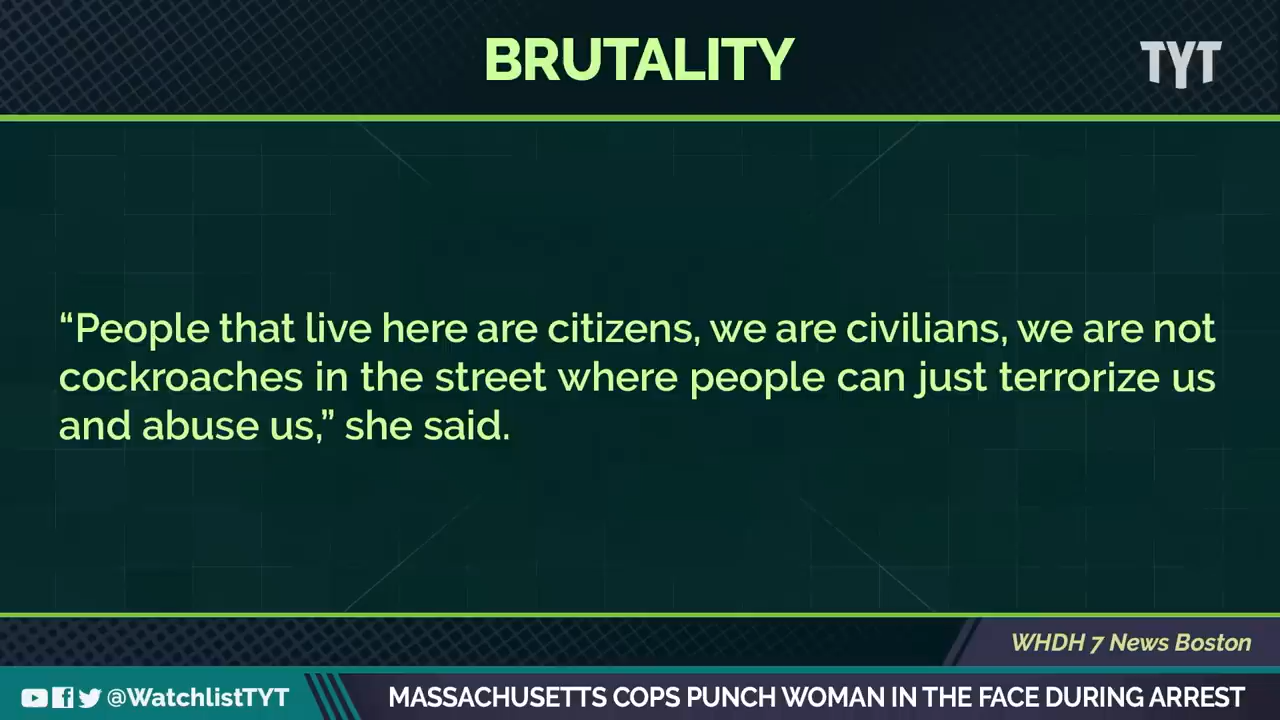 BRUTALITY
TYT
“People that live here are citizens, we are civilians, we are not
cockroaches in the street where people can just terrorize us
and abuse us,” she said.
WHDH 7 News Boston
@WatchlistTYT
MASSACHUSETTS COPS PUNCH WOMAN IN THE FACE DURING ARREST